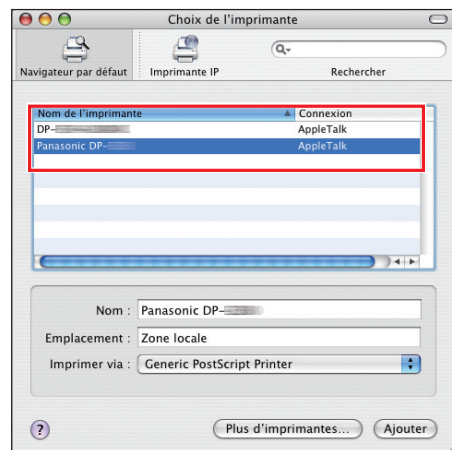 Choix de l'imprimante
Navigateur par défaut
Imprimante IP
Rechercher
Nom de l'imprimante Connexion
DP- AppleTalk
Panasonic DP- AppleTalk
Nom : Panasonic DP-
Emplacement : Zone locale
Imprimer via : Generic PostScript Printer
? Plus d'imprimantes... Ajouter